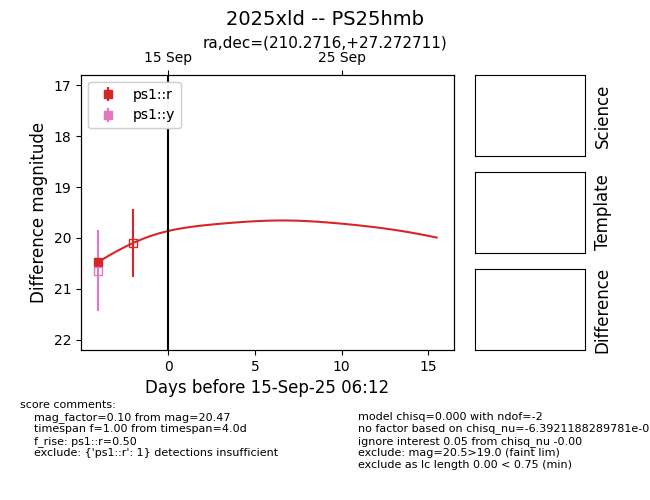 2025xld -- PS25hmb
ra,dec=(210.2716,+27.272711)
15 Sep
25 Sep
ps1::r
ps1::y
17
18
19
20
21
22
Difference magnitude
0
5
10
15
Days before 15-Sep-25 06:12
Science
Template
Difference
score comments:
mag_factor=0.10 from mag=20.47
timespan f=1.00 from timespan=4.0d
f_rise: ps1::r=0.50
exclude: {'ps1::r': 1} detections insufficient
model chisq=0.000 with ndof=-2
no factor based on chisq_nu=-6.3921188289781e-0
ignore interest 0.05 from chisq_nu -0.00
exclude: mag=20.5>19.0 (faint lim)
exclude as lc length 0.00 < 0.75 (min)